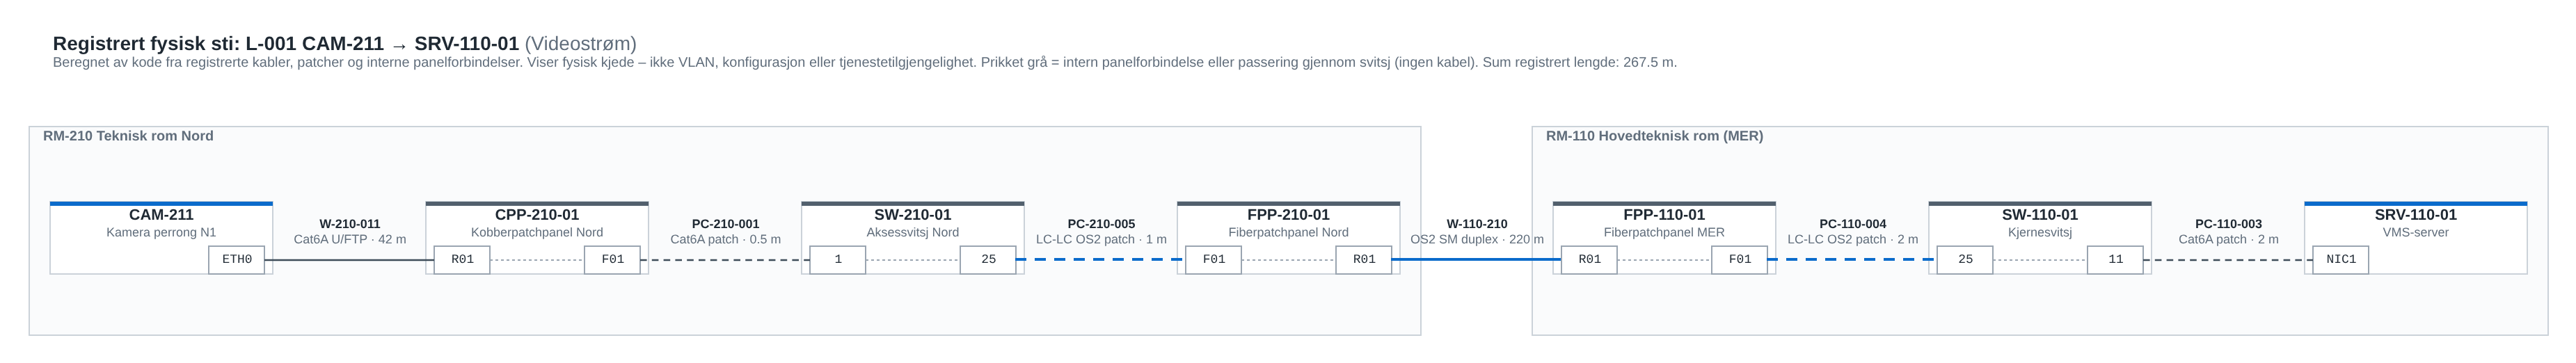 Registrert fysisk sti: L-001 CAM-211 → SRV-110-01 (Videostrøm)
Beregnet av kode fra registrerte kabler, patcher og interne panelforbindelser. Viser fysisk kjede – ikke VLAN, konfigurasjon eller tjenestetilgjengelighet. Prikket grå = intern panelforbindelse eller passering gjennom svitsj (ingen kabel). Sum registrert lengde: 267.5 m.
RM-210 Teknisk rom Nord
CAM-211
Kamera perrong N1
ETH0
W-210-011
Cat6A U/FTP · 42 m
CPP-210-01
Kobberpatchpanel Nord
R01
F01
PC-210-001
Cat6A patch · 0.5 m
SW-210-01
Aksessvitsj Nord
1
25
PC-210-005
LC-LC OS2 patch · 1 m
FPP-210-01
Fiberpatchpanel Nord
F01
R01
W-110-210
OS2 SM duplex · 220 m
RM-110 Hovedteknisk rom (MER)
FPP-110-01
Fiberpatchpanel MER
R01
F01
PC-110-004
LC-LC OS2 patch · 2 m
SW-110-01
Kjernesvitsj
25
11
PC-110-003
Cat6A patch · 2 m
SRV-110-01
VMS-server
NIC1